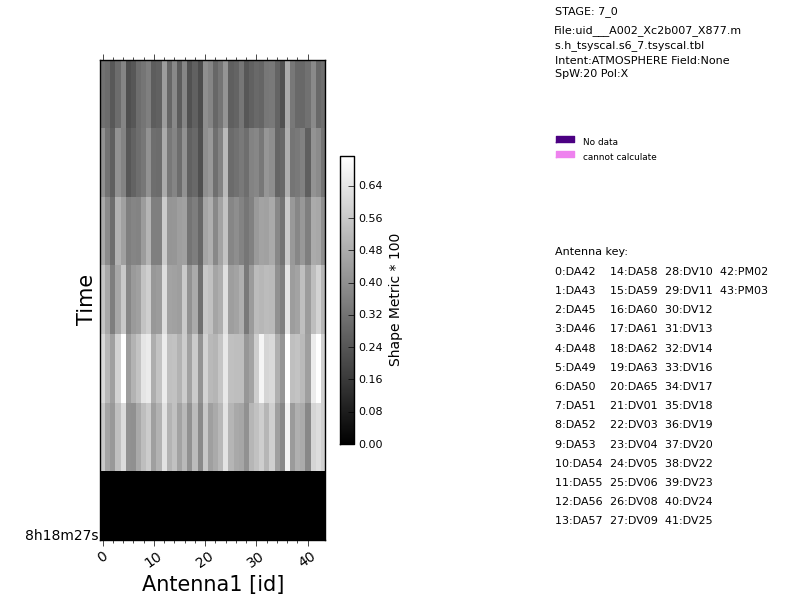 STAGE: 7_0
File:uid___A002_Xc2b007_X877.m
s.h_tsyscal.s6_7.tsyscal.tbl
Intent:ATMOSPHERE Field:None
SpW:20 Pol:X
No data
cannot calculate
0.64
0.56
0.48
0.40
0.32
0.24
0.16
0.08
0.00
Shape Metric * 100
Time
8h18m27s
0 10 20 30 40
Antenna1 [id]
Antenna key:
0:DA42 14:DA58 28:DV10 42:PM02
1:DA43 15:DA59 29:DV11 43:PM03
2:DA45 16:DA60 30:DV12
3:DA46 17:DA61 31:DV13
4:DA48 18:DA62 32:DV14
5:DA49 19:DA63 33:DV16
6:DA50 20:DA65 34:DV17
7:DA51 21:DV01 35:DV18
8:DA52 22:DV03 36:DV19
9:DA53 23:DV04 37:DV20
10:DA54 24:DV05 38:DV22
11:DA55 25:DV06 39:DV23
12:DA56 26:DV08 40:DV24
13:DA57 27:DV09 41:DV25